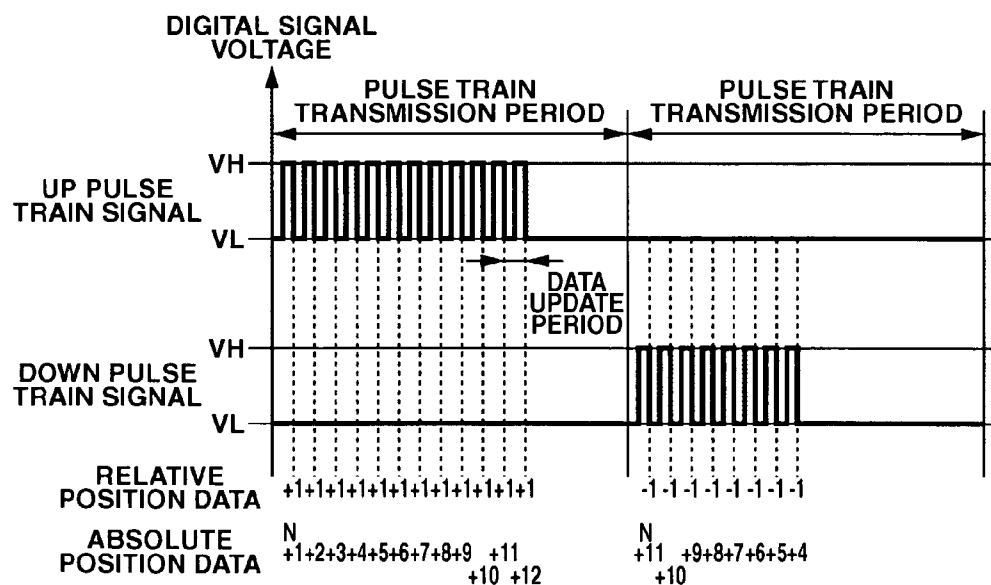 DIGITAL SIGNAL
VOLTAGE
PULSE TRAIN
TRANSMISSION PERIOD
PULSE TRAIN
TRANSMISSION PERIOD
VH
UP PULSE
TRAIN SIGNAL
VL
DATA
UPDATE
PERIOD
VH
DOWN PULSE
TRAIN SIGNAL
VL
RELATIVE
POSITION DATA
+1+1+1+1+1+1+1+1+1+1+1+1
-1 -1 -1 -1 -1 -1 -1 -1
ABSOLUTE
POSITION DATA
N
+1+2+3+4+5+6+7+8+9 +11
+10 +12
N
+11 +9+8+7+6+5+4
+10